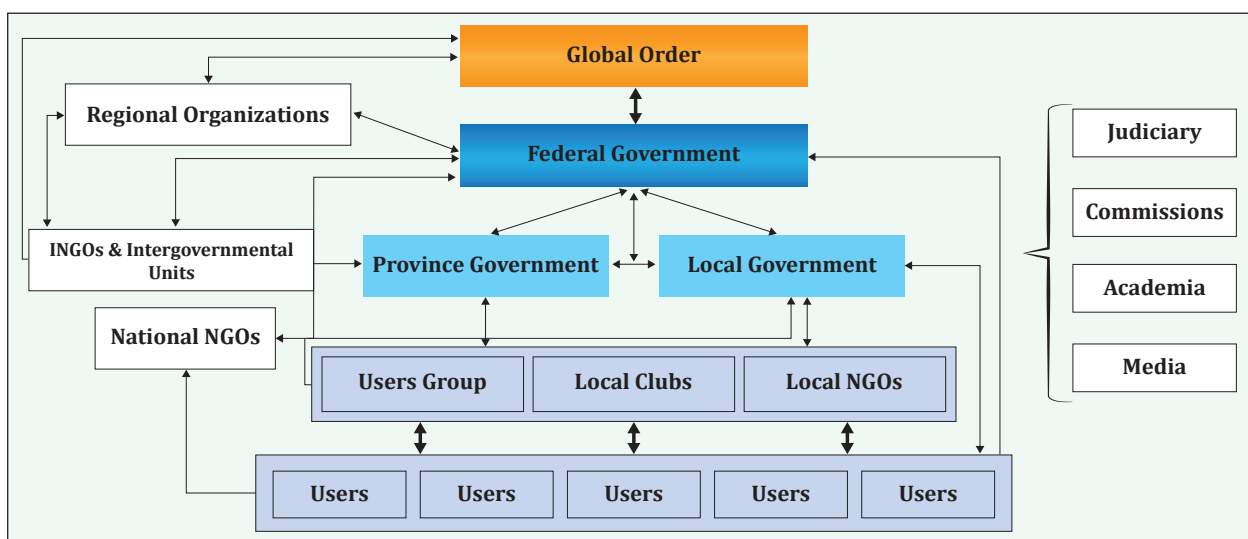 Global Order
Regional Organizations
Federal Government
Judiciary
Commissions
INGOs & Intergovernmental
Units
Province Government
Local Government
Academia
National NGOs
Media
Users Group
Local Clubs
Local NGOs
Users
Users
Users
Users
Users